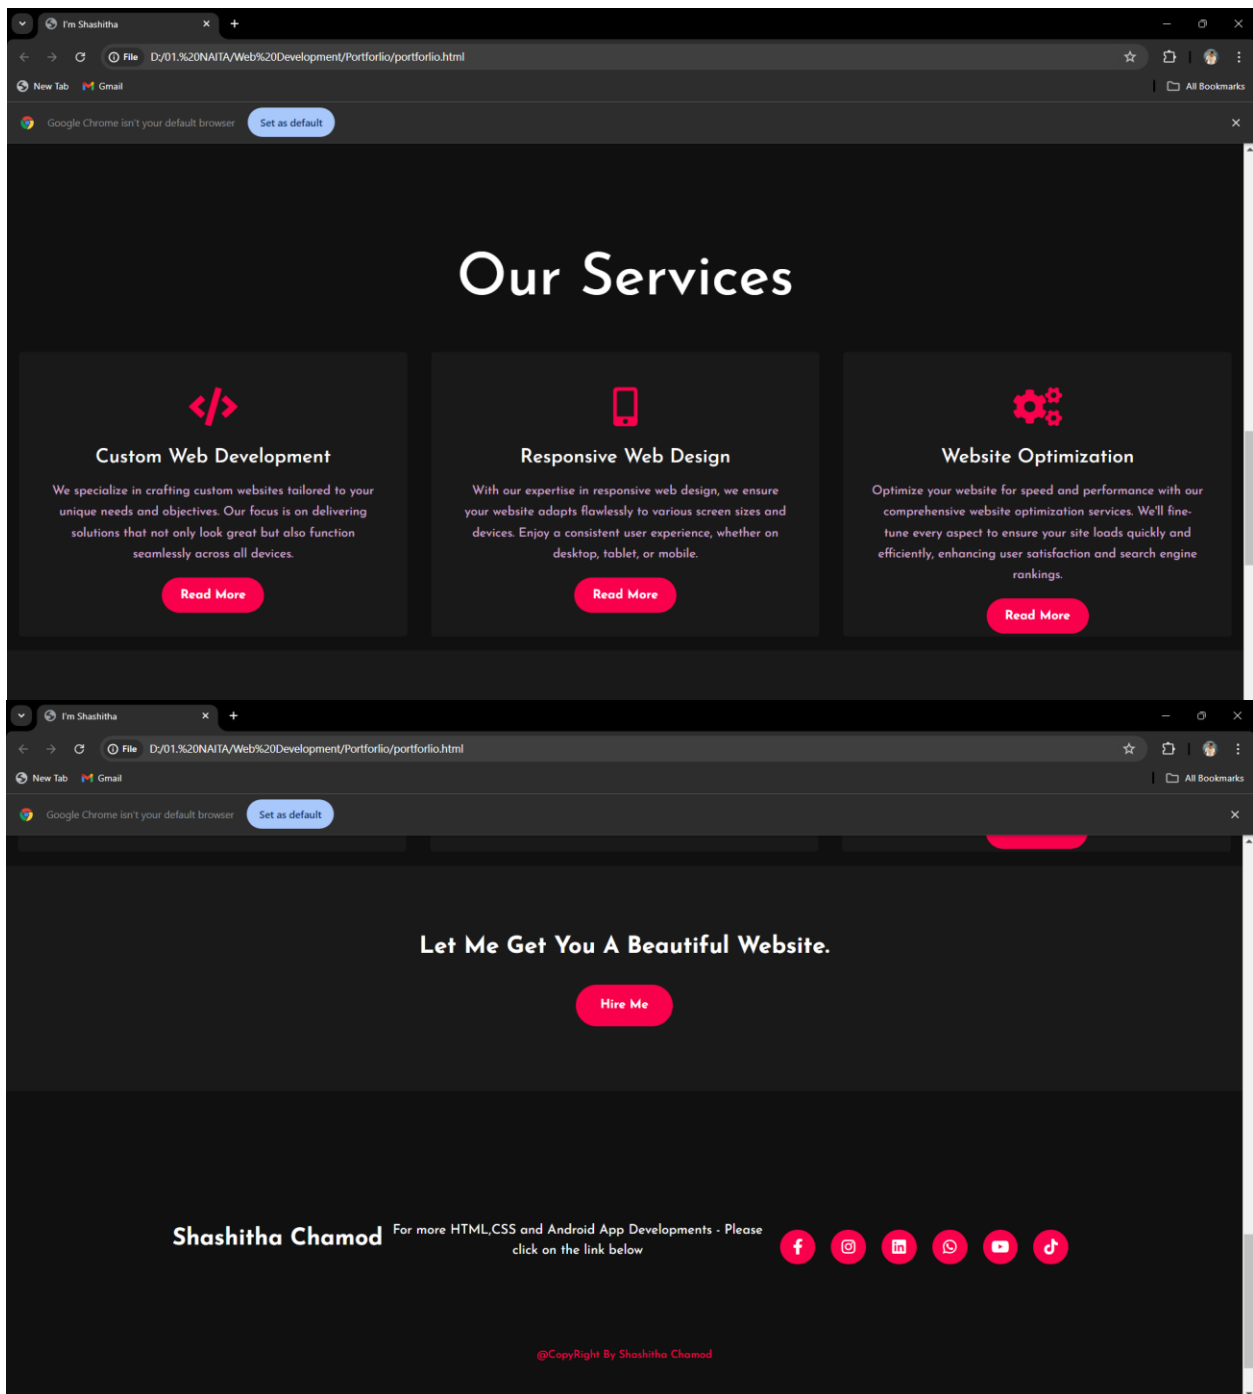 I'm Shashitha
File D:/01.%20NAITA/Web%20Development/Portforlio/portforlio.html
New Tab Gmail All Bookmarks
Google Chrome isn't your default browser Set as default
Our Services
Custom Web Development
We specialize in crafting custom websites tailored to your
unique needs and objectives. Our focus is on delivering
solutions that not only look great but also function
seamlessly across all devices.
Read More
Responsive Web Design
With our expertise in responsive web design, we ensure
your website adapts flawlessly to various screen sizes and
devices. Enjoy a consistent user experience, whether on
desktop, tablet, or mobile.
Read More
Website Optimization
Optimize your website for speed and performance with our
comprehensive website optimization services. We'll fine-
tune every aspect to ensure your site loads quickly and
efficiently, enhancing user satisfaction and search engine
rankings.
Read More
I'm Shashitha
File D:/01.%20NAITA/Web%20Development/Portforlio/portforlio.html
New Tab Gmail All Bookmarks
Google Chrome isn't your default browser Set as default
Let Me Get You A Beautiful Website.
Hire Me
Shashitha Chamod
For more HTML,CSS and Android App Developments - Please
click on the link below
@CopyRight By Shashitha Chamod